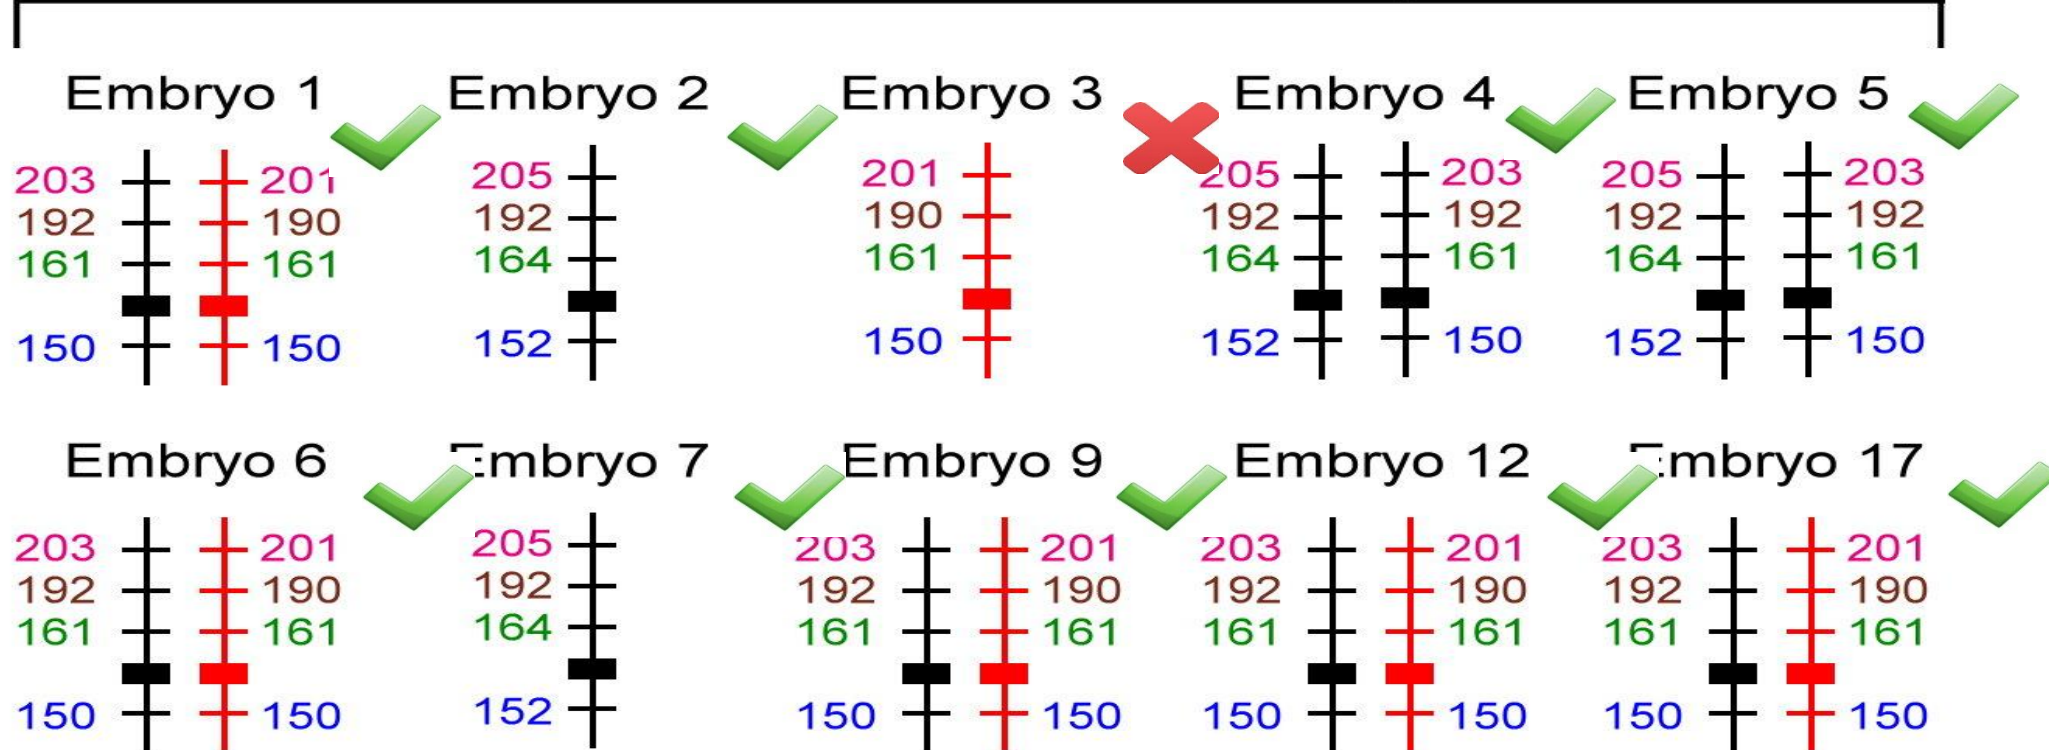 Embryo 1 Embryo 2 Embryo 3 Embryo 4 Embryo 5
203 201 205 201 205 203 205 203
192 190 192 190 192 192 192 192
161 161 164 161 164 161 164 161
150 150 152 150 152 150 152 150
Embryo 6 Embryo 7 Embryo 9 Embryo 12 Embryo 17
203 201 205 203 201 203 201 203 201
192 190 192 192 190 192 190 192 190
161 161 164 161 161 161 161 161 161
150 150 152 150 150 150 150 150 150